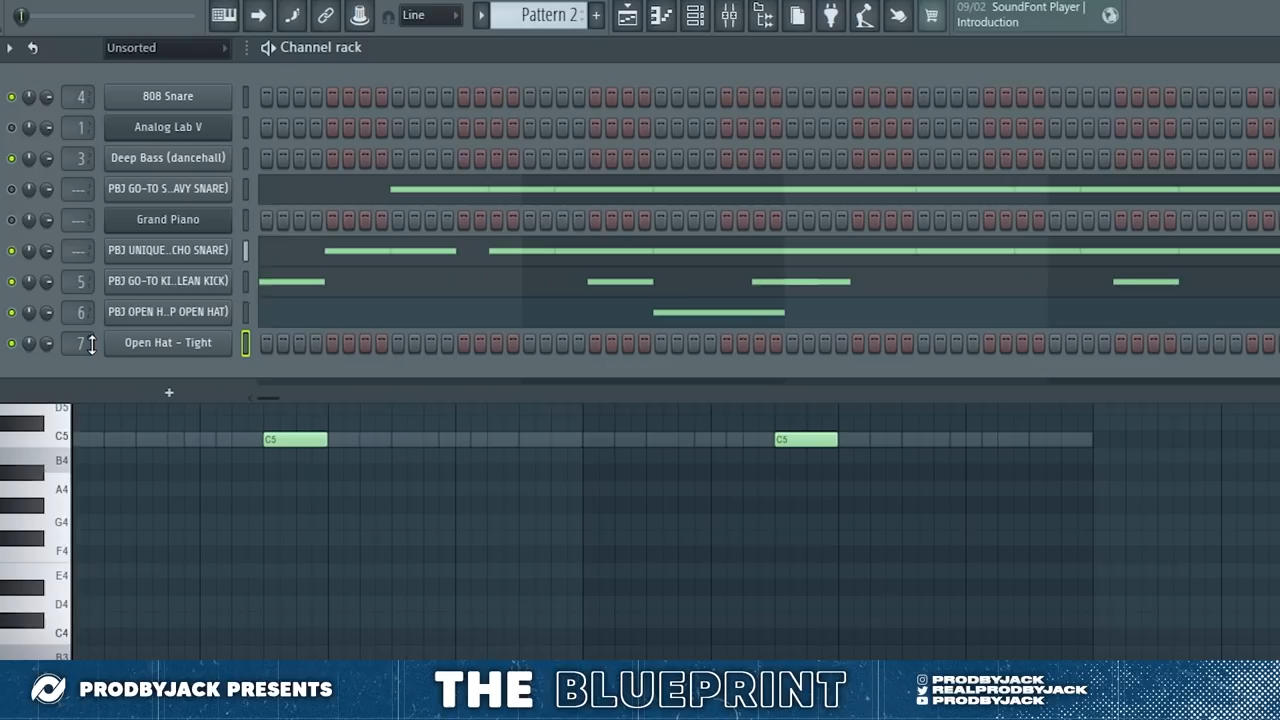 Line
Pattern 2
+
09/02 SoundFont Player |
Introduction
Unsorted
Channel rack
4 808 Snare
1 Analog Lab V
3 Deep Bass (dancehall)
--- PBJ GO-TO S..AVY SNARE)
--- Grand Piano
--- PBJ UNIQUE..CHO SNARE)
5 PBJ GO-TO KI..LEAN KICK)
6 PBJ OPEN H..P OPEN HAT)
7 Open Hat - Tight
+
D5
C5 C5 C5
B4
A4
G4
F4
E4
D4
C4
B3
PRODBYJACK PRESENTS
THE BLUEPRINT
PRODBYJACK
REALPRODBYJACK
PRODBYJACK